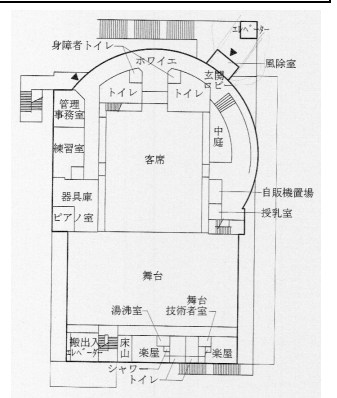 エレベーター
身障者トイレ
ホワイエ
風除室
玄関
ロビー
トイレ
トイレ
管理
事務室
中庭
練習室
客席
自販機置場
器具庫
授乳室
ピアノ室
舞台
湯沸室
舞台
技術者室
搬出入
エレベーター
床山
楽屋
楽屋
シャワー
トイレ